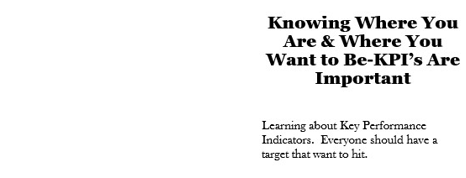 Knowing Where You
Are & Where You
Want to Be-KPI's Are
Important
Learning about Key Performance
Indicators.  Everyone should have a
target that want to hit.